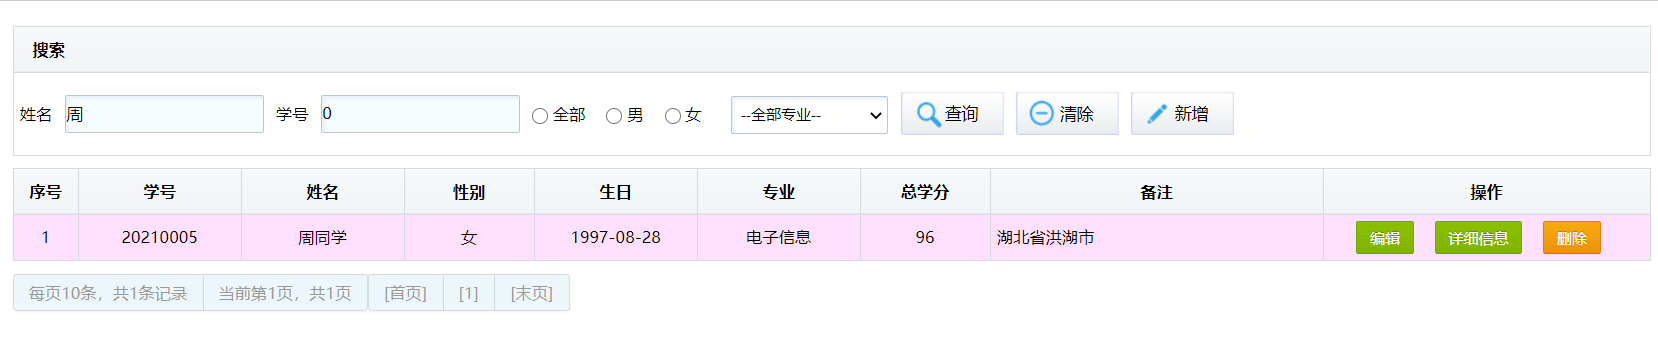 搜索
姓名 周 学号 0 全部 男 女 --全部专业-- 查询 清除 新增
序号 学号 姓名 性别 生日 专业 总学分 备注 操作
1 20210005 周同学 女 1997-08-28 电子信息 96 湖北省洪湖市 编辑 详细信息 删除
每页10条，共1条记录 当前第1页，共1页 [首页] [1] [末页]